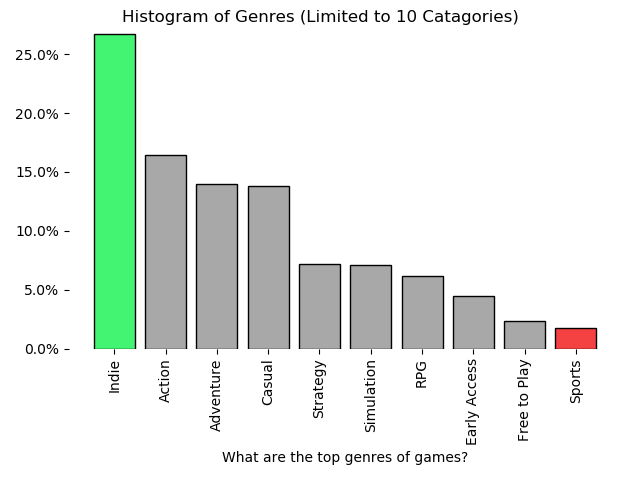 Histogram of Genres (Limited to 10 Catagories)
25.0%
20.0%
15.0%
10.0%
5.0%
0.0%
Indie
Action
Adventure
Casual
Strategy
Simulation
RPG
Early Access
Free to Play
Sports
What are the top genres of games?